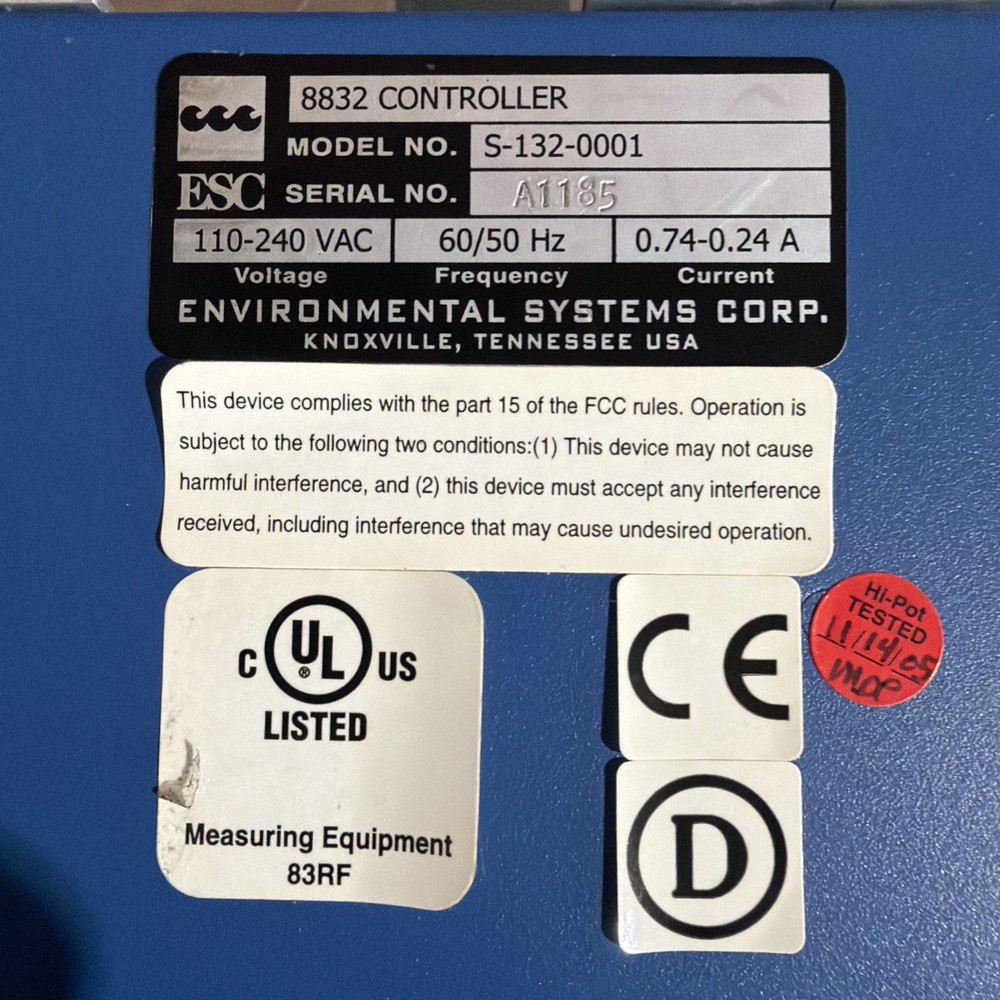 8832 CONTROLLER
MODEL NO. S-132-0001
ESC SERIAL NO. A1185
110-240 VAC 60/50 Hz 0.74-0.24 A
Voltage Frequency Current
ENVIRONMENTAL SYSTEMS CORP.
KNOXVILLE, TENNESSEE USA
This device complies with the part 15 of the FCC rules. Operation is
subject to the following two conditions:(1) This device may not cause
harmful interference, and (2) this device must accept any interference
received, including interference that may cause undesired operation.
C UL ® US
LISTED
Measuring Equipment
83RF
CE
Hi-Pot
TESTED
11/14/05
D